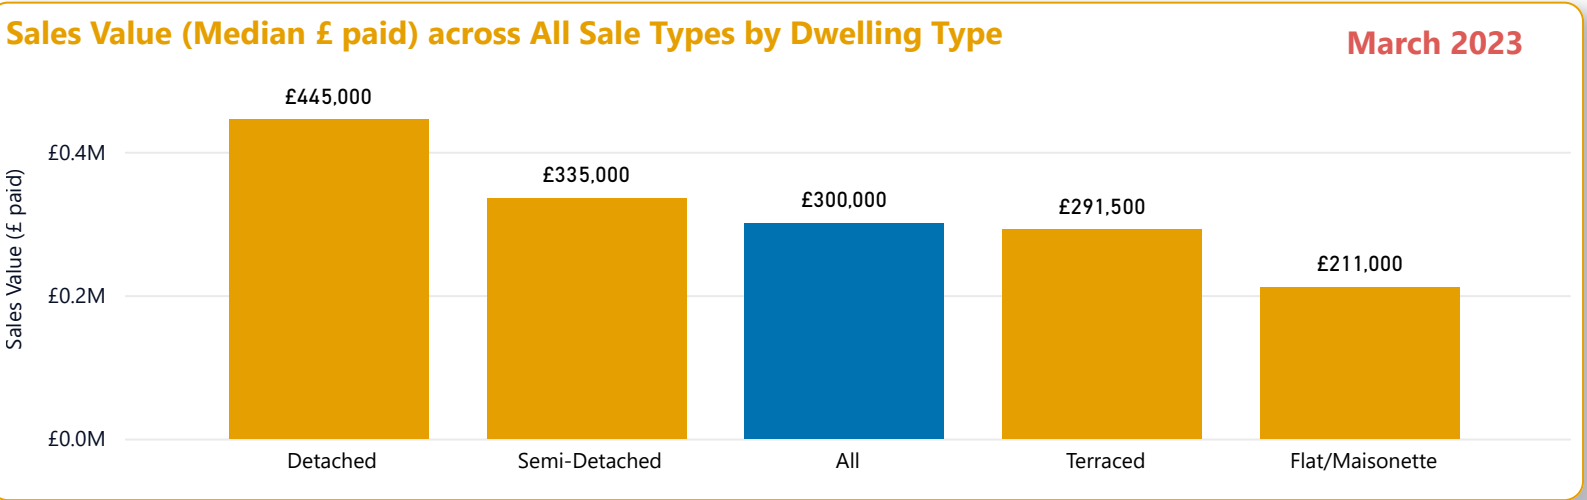 Sales Value (Median £ paid) across All Sale Types by Dwelling Type
March 2023
Sales Value (£ paid)
£0.4M
£0.2M
£0.0M
£445,000
£335,000
£300,000
£291,500
£211,000
Detached
Semi-Detached
All
Terraced
Flat/Maisonette